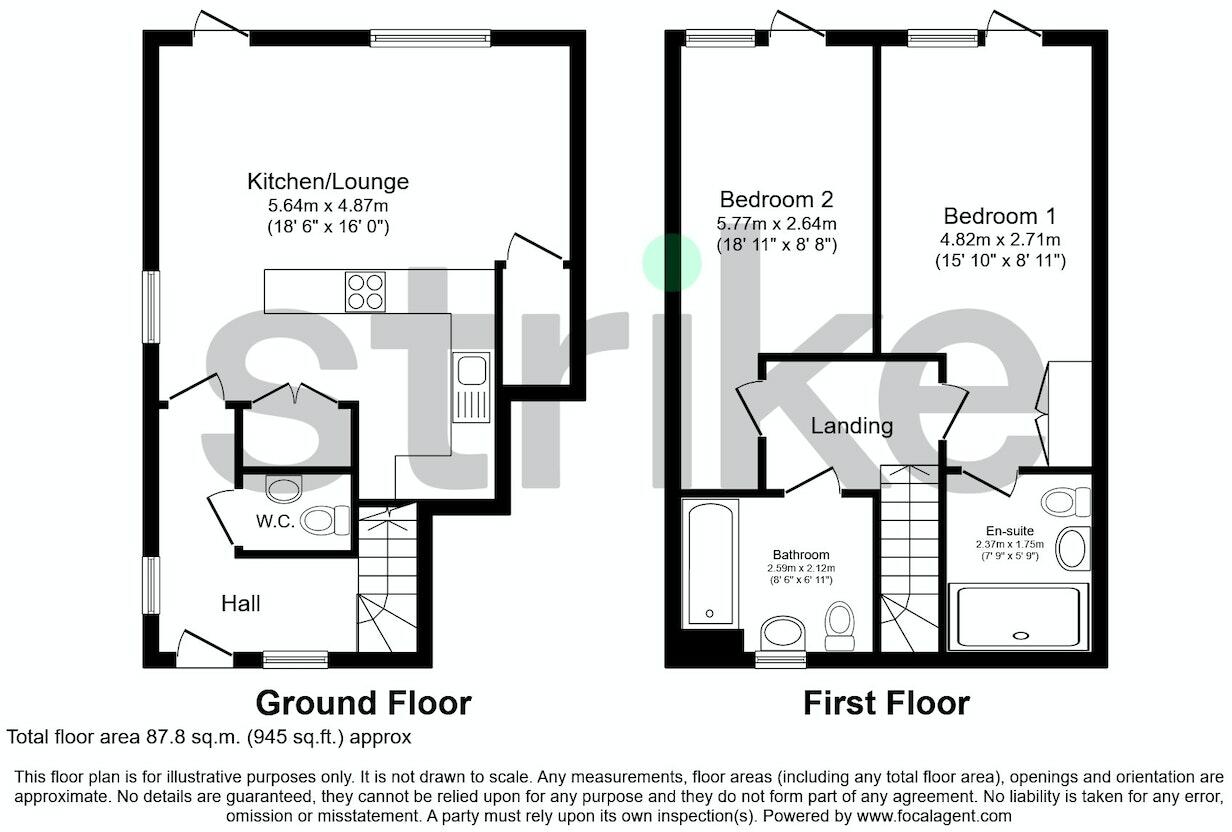 Kitchen/Lounge
5.64m x 4.87m
(18' 6" x 16' 0")
W.C.
Hall
Ground Floor
Bedroom 2
5.77m x 2.64m
(18' 11" x 8' 8")
Bedroom 1
4.82m x 2.71m
(15' 10" x 8' 11")
Landing
Bathroom
2.59m x 2.12m
(8' 6" x 6' 11")
En-suite
2.37m x 1.75m
(7' 9" x 5' 9")
First Floor
strike
Total floor area 87.8 sq.m. (945 sq.ft.) approx
This floor plan is for illustrative purposes only. It is not drawn to scale. Any measurements, floor areas (including any total floor area), openings and orientation are
approximate. No details are guaranteed, they cannot be relied upon for any purpose and they do not form part of any agreement. No liability is taken for any error,
omission or misstatement. A party must rely upon its own inspection(s). Powered by www.focalagent.com